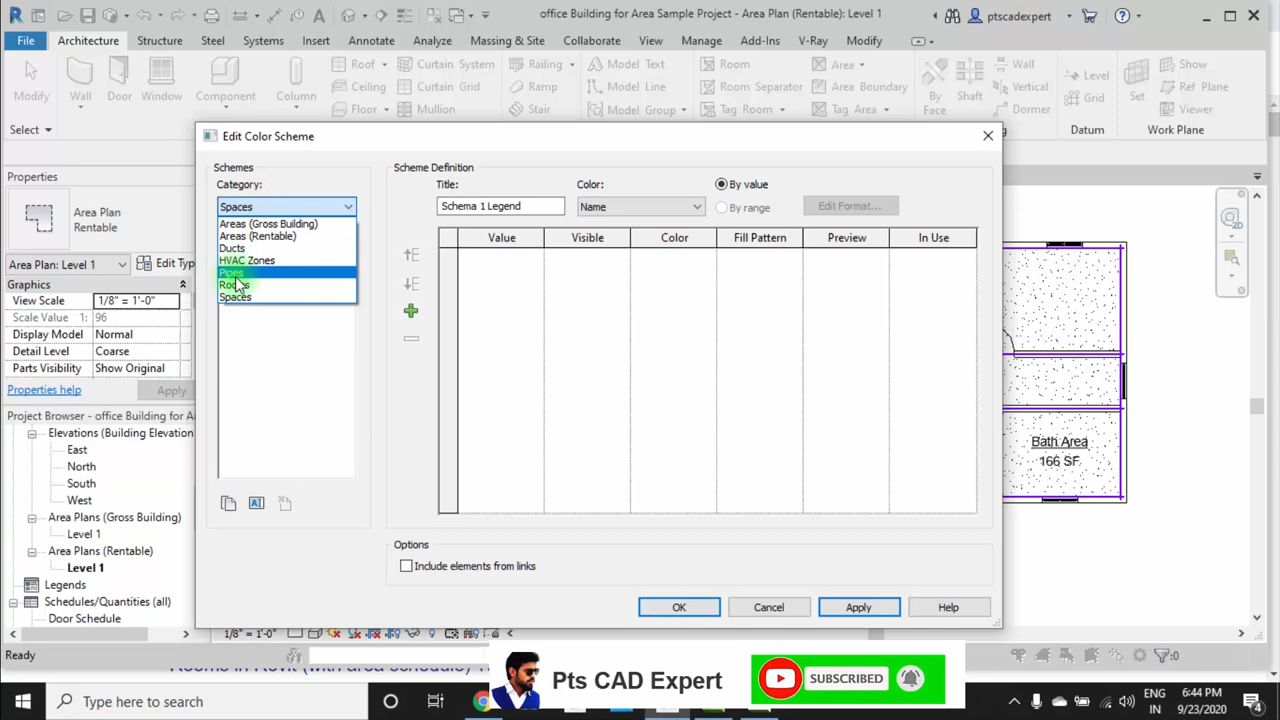 office Building for Area Sample Project - Area Plan (Rentable): Level 1
ptscadexpert
File Architecture Structure Steel Systems Insert Annotate Analyze Massing & Site Collaborate View Manage Add-Ins V-Ray Modify
Modify Wall Door Window Component Column
Roof Curtain System Railing Model Text Room Area By Face Shaft Wall Level Set Show
Ceiling Curtain Grid Ramp Model Line Room Separator Area Boundary Vertical Grid Ref Plane
Floor Mullion Stair Model Group Tag Room Tag Area Dormer Viewer
Select Datum Work Plane
Properties
Area Plan
Rentable
Area Plan: Level 1 Edit Typ
Graphics
View Scale 1/8" = 1'-0"
Scale Value 1: 96
Display Model Normal
Detail Level Coarse
Parts Visibility Show Original
Properties help Apply
Project Browser - office Building for A
Elevations (Building Elevation
East
North
South
West
Area Plans (Gross Building)
Level 1
Area Plans (Rentable)
Level 1
Legends
Schedules/Quantities (all)
Door Schedule
Edit Color Scheme
Schemes
Category:
Spaces
Areas (Gross Building)
Areas (Rentable)
Ducts
HVAC Zones
Pipes
Rooms
Spaces
Scheme Definition
Title: Color: By value
Schema 1 Legend Name By range Edit Format...
Value Visible Color Fill Pattern Preview In Use
Options
Include elements from links
OK Cancel Apply Help
Bath Area
166 SF
1/8" = 1'-0"
Ready
:0
Rooms in Revit (with area schedule)
Pts CAD Expert
SUBSCRIBED
Type here to search
ENG
IN
6:44 PM
9/23/2020
4